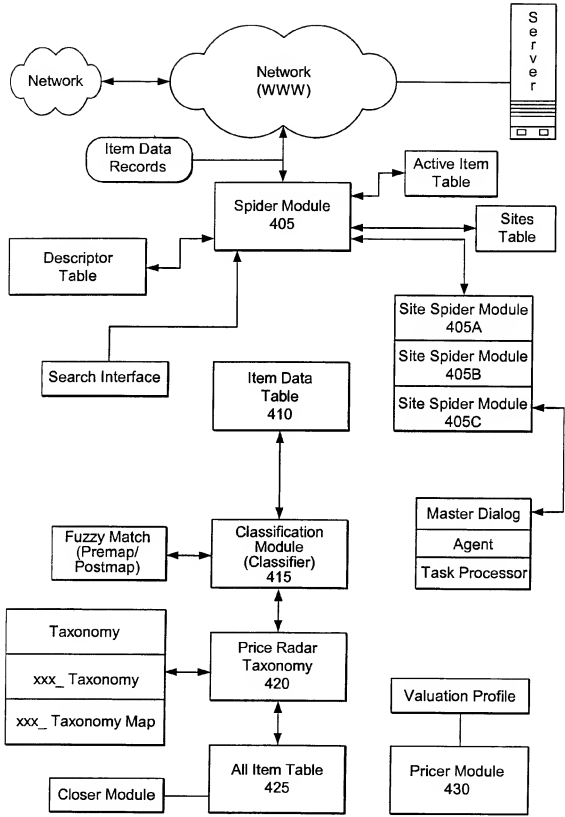 Network
Network
(WWW)
Server
Item Data
Records
Spider Module
405
Active Item
Table
Sites
Table
Descriptor
Table
Search Interface
Site Spider Module
405A
Site Spider Module
405B
Site Spider Module
405C
Item Data
Table
410
Master Dialog
Agent
Task Processor
Fuzzy Match
(Premap/
Postmap)
Classification
Module
(Classifier)
415
Taxonomy
xxx_ Taxonomy
xxx_ Taxonomy Map
Price Radar
Taxonomy
420
Valuation Profile
All Item Table
425
Closer Module
Pricer Module
430